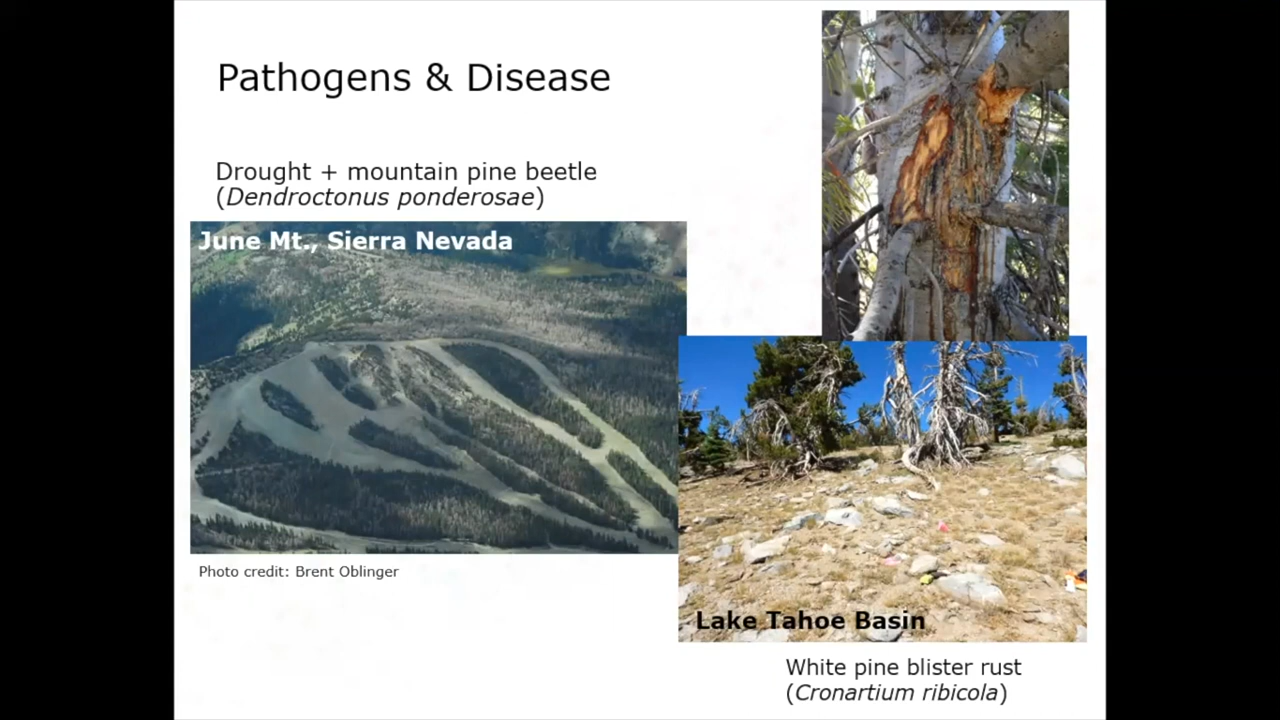 Pathogens & Disease
Drought + mountain pine beetle
(Dendroctonus ponderosae)
June Mt., Sierra Nevada
Photo credit: Brent Oblinger
Lake Tahoe Basin
White pine blister rust
(Cronartium ribicola)